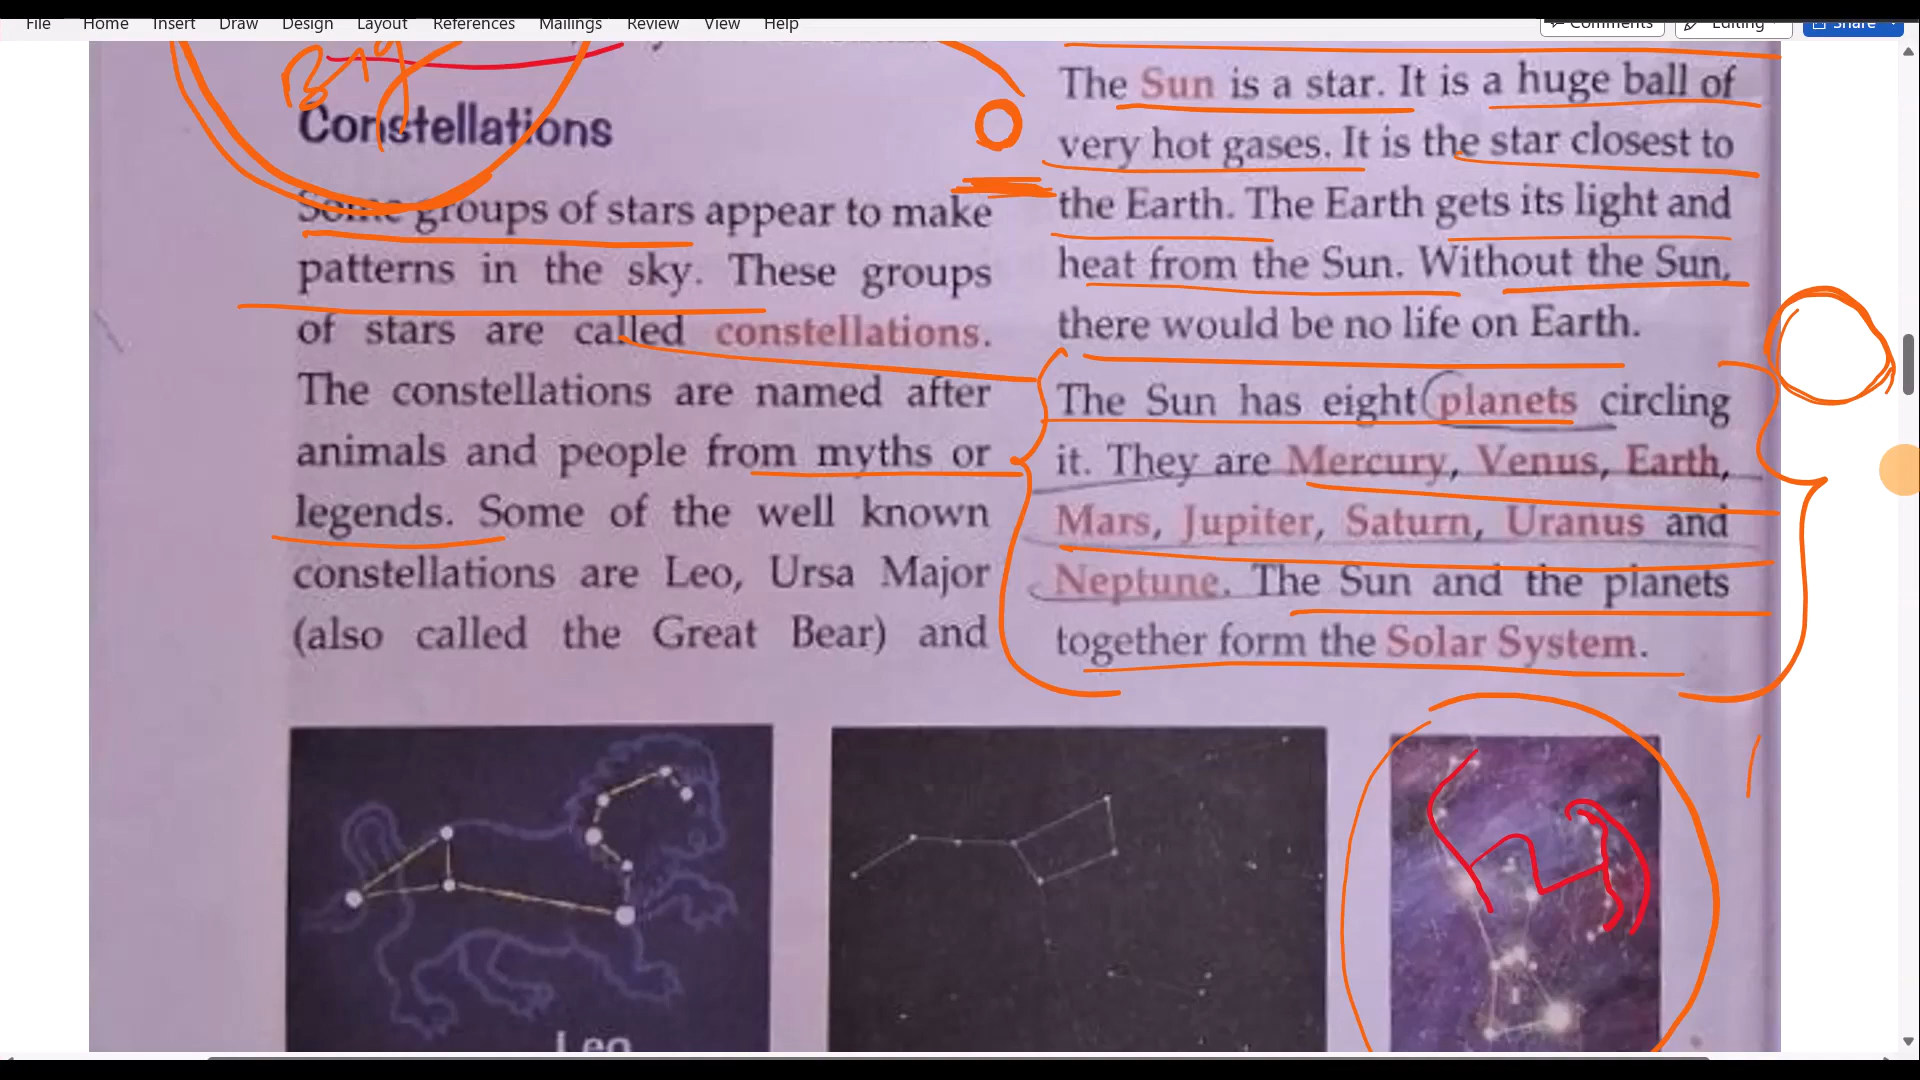 File Home Insert Draw Design Layout References Mailings Review View Help Comments Editing Share
Big
Constellations
Some groups of stars appear to make
patterns in the sky. These groups
of stars are called constellations.
The constellations are named after
animals and people from myths or
legends. Some of the well known
constellations are Leo, Ursa Major
(also called the Great Bear) and
The Sun is a star. It is a huge ball of
very hot gases. It is the star closest to
the Earth. The Earth gets its light and
heat from the Sun. Without the Sun,
there would be no life on Earth.
The Sun has eight planets circling
it. They are Mercury, Venus, Earth,
Mars, Jupiter, Saturn, Uranus and
Neptune. The Sun and the planets
together form the Solar System.
Leo